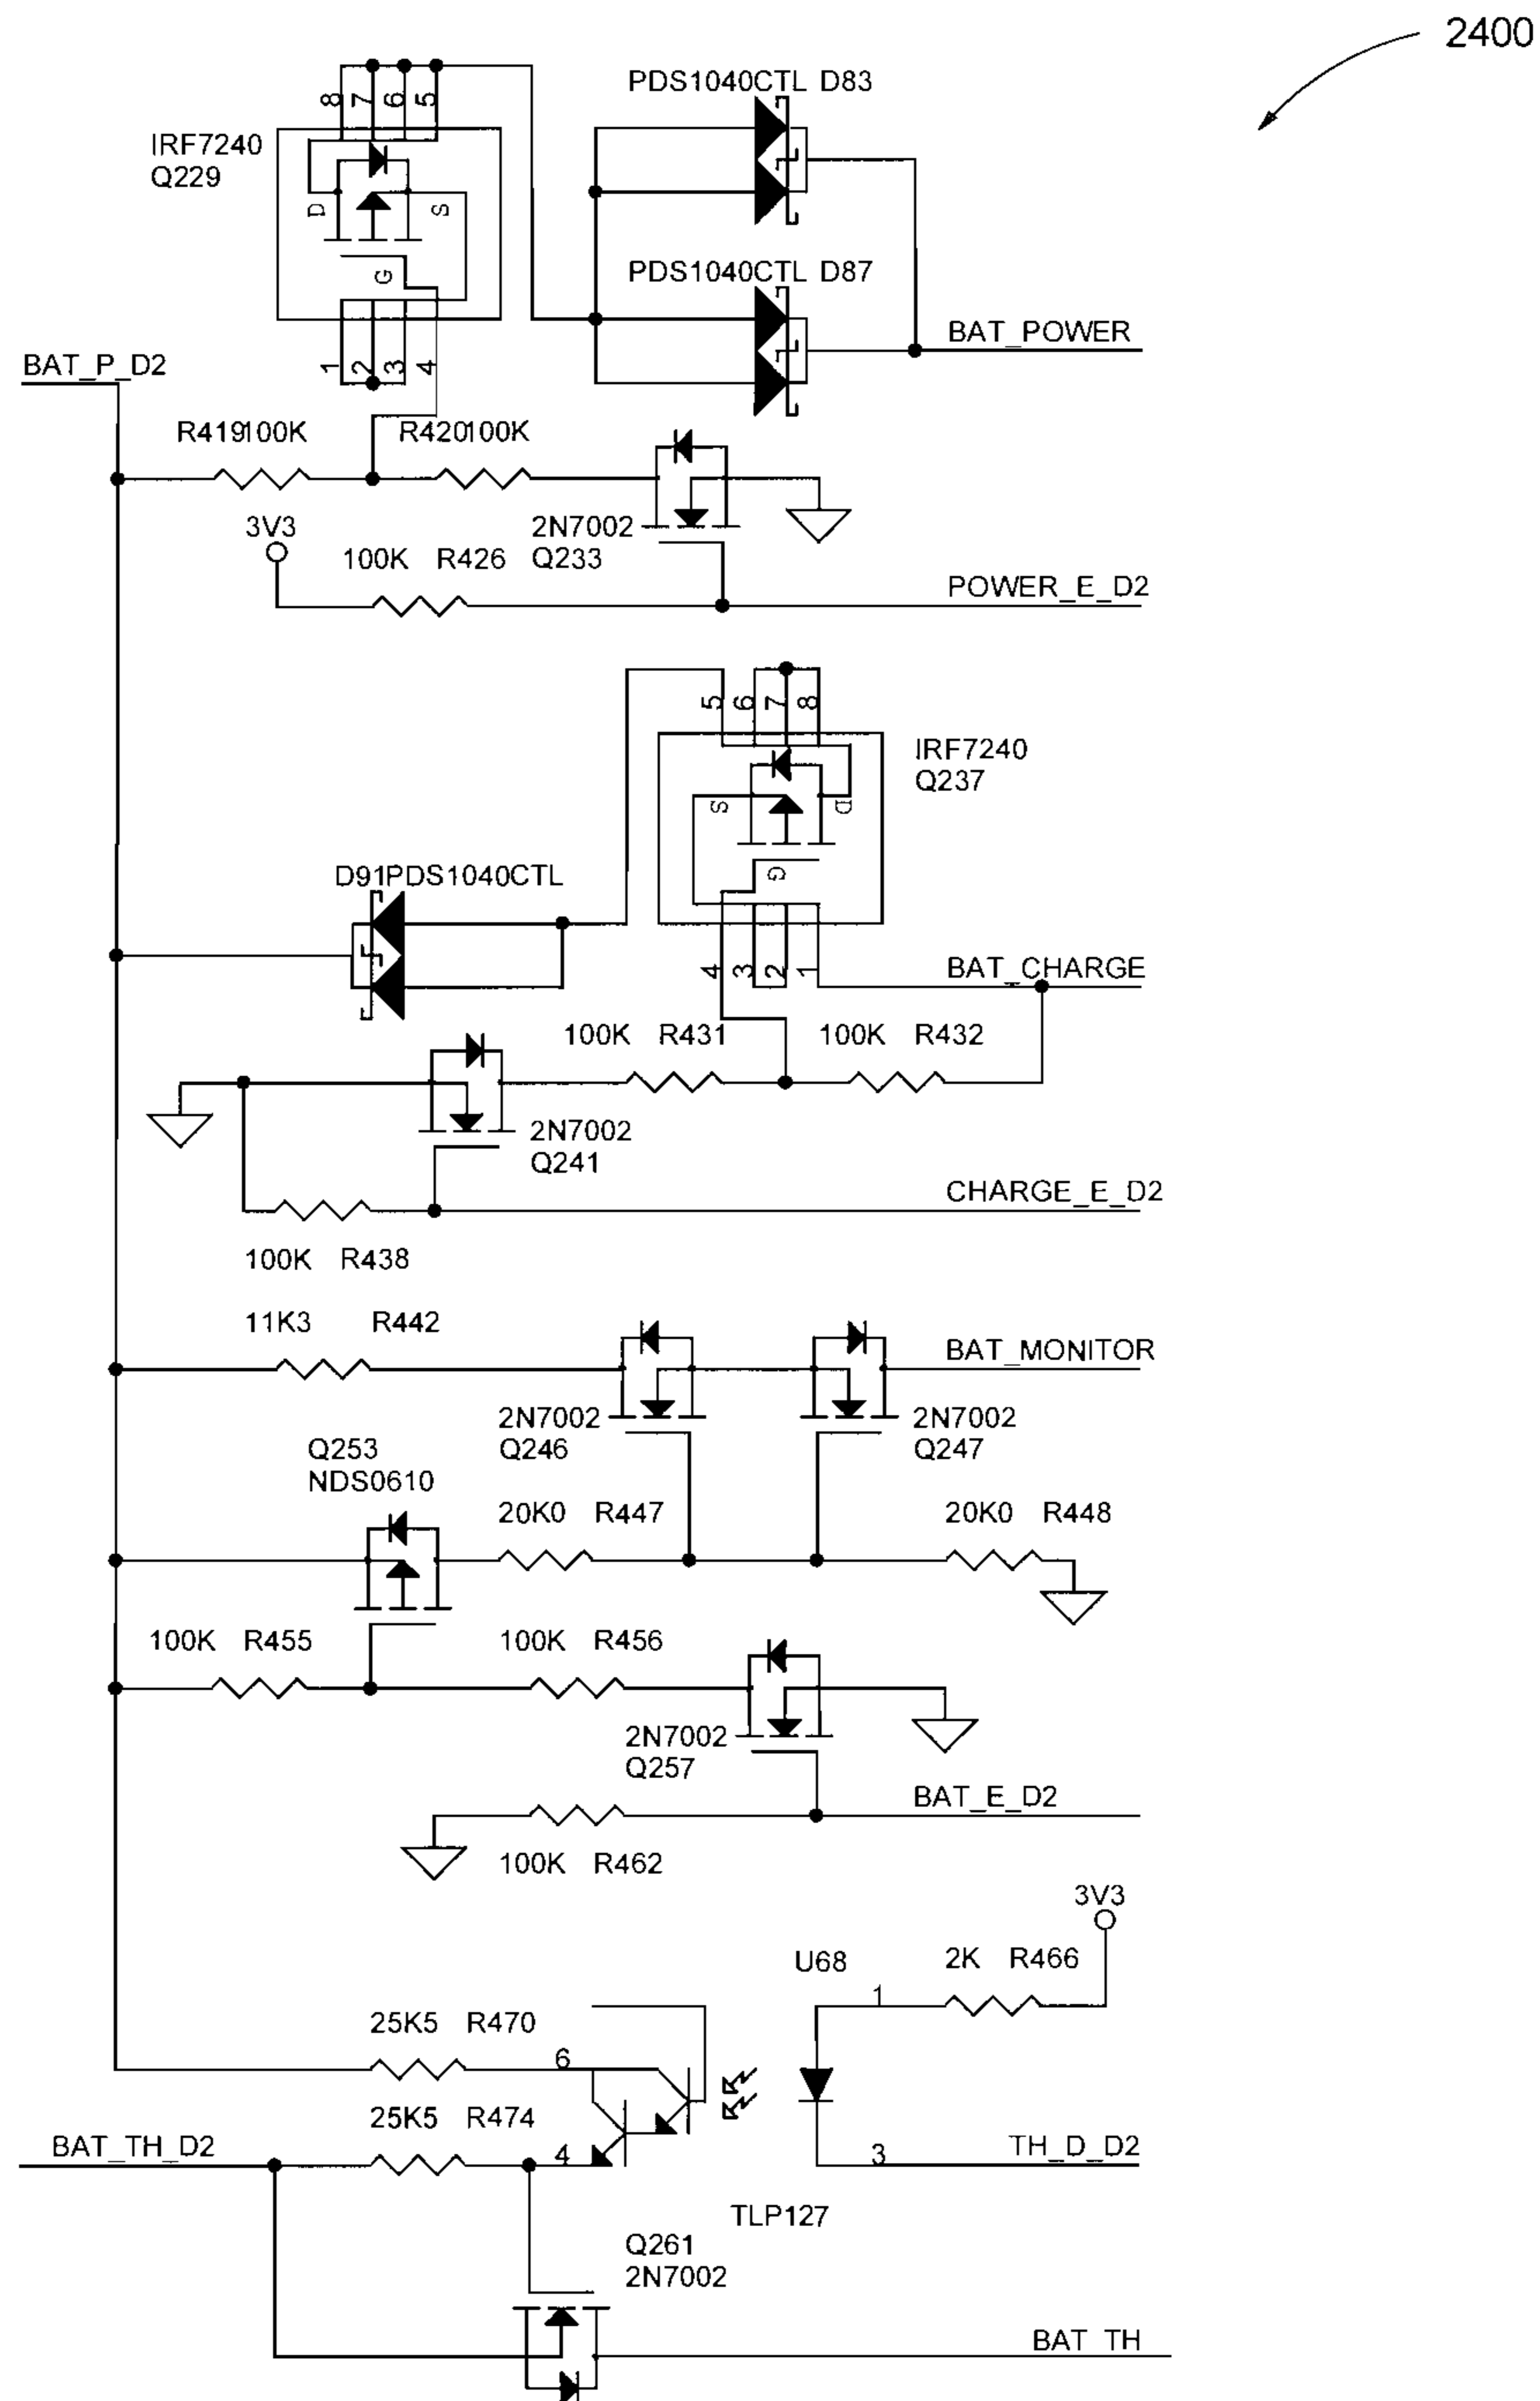 2400
PDS1040CTL D83
8 7 6 5
IRF7240
Q229
D S
G
PDS1040CTL D87
BAT_POWER
BAT_P_D2
1 2 3 4
R419100K R420100K
3V3
2N7002
Q233
100K R426
POWER_E_D2
5 6 7 8
IRF7240
Q237
S D
G
D91PDS1040CTL
4 3 2 1
BAT_CHARGE
100K R431 100K R432
2N7002
Q241
CHARGE_E_D2
100K R438
11K3 R442
BAT_MONITOR
2N7002
Q246
2N7002
Q247
Q253
NDS0610
20K0 R447 20K0 R448
100K R455 100K R456
2N7002
Q257
BAT_E_D2
100K R462
3V3
U68 2K R466
1
25K5 R470
6
25K5 R474
BAT_TH_D2
4
3
TH_D_D2
TLP127
Q261
2N7002
BAT_TH